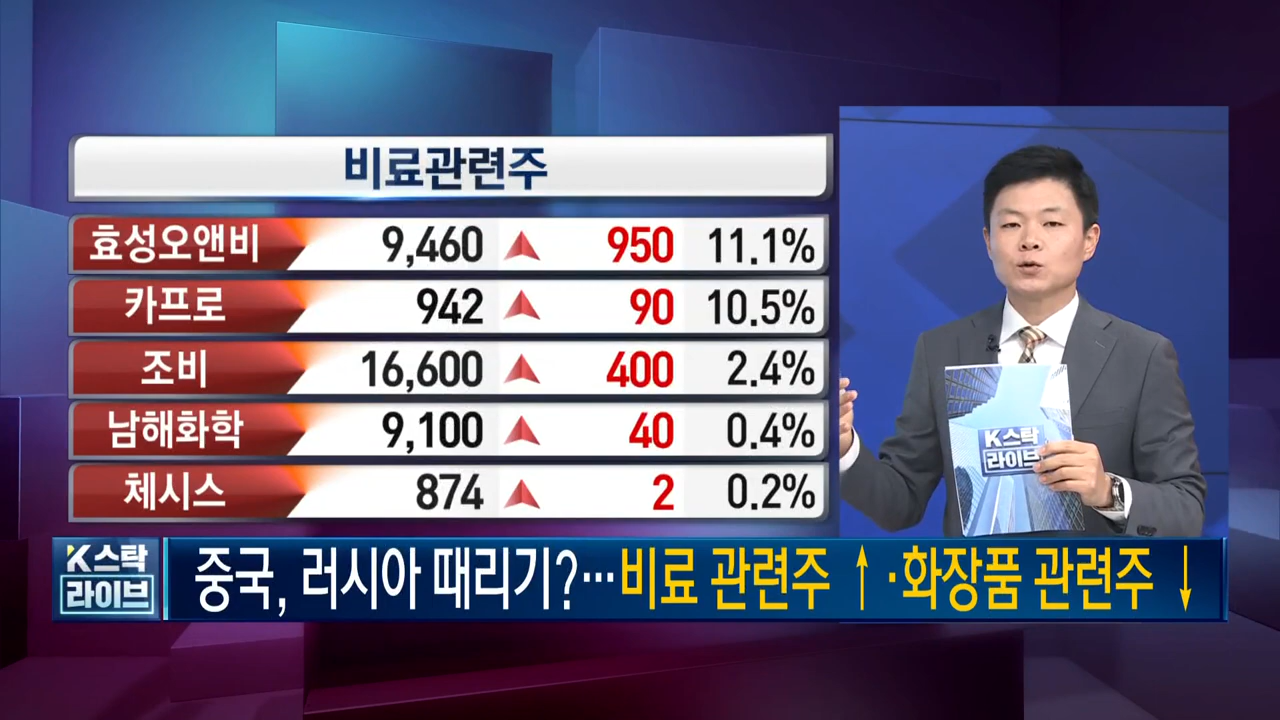 비료관련주
효성오앤비 9,460 ▲ 950 11.1%
카프로 942 ▲ 90 10.5%
조비 16,600 ▲ 400 2.4%
남해화학 9,100 ▲ 40 0.4%
체시스 874 ▲ 2 0.2%
K스탁
라이브
K스탁
라이브
중국, 러시아 때리기?…비료 관련주 ↑·화장품 관련주 ↓